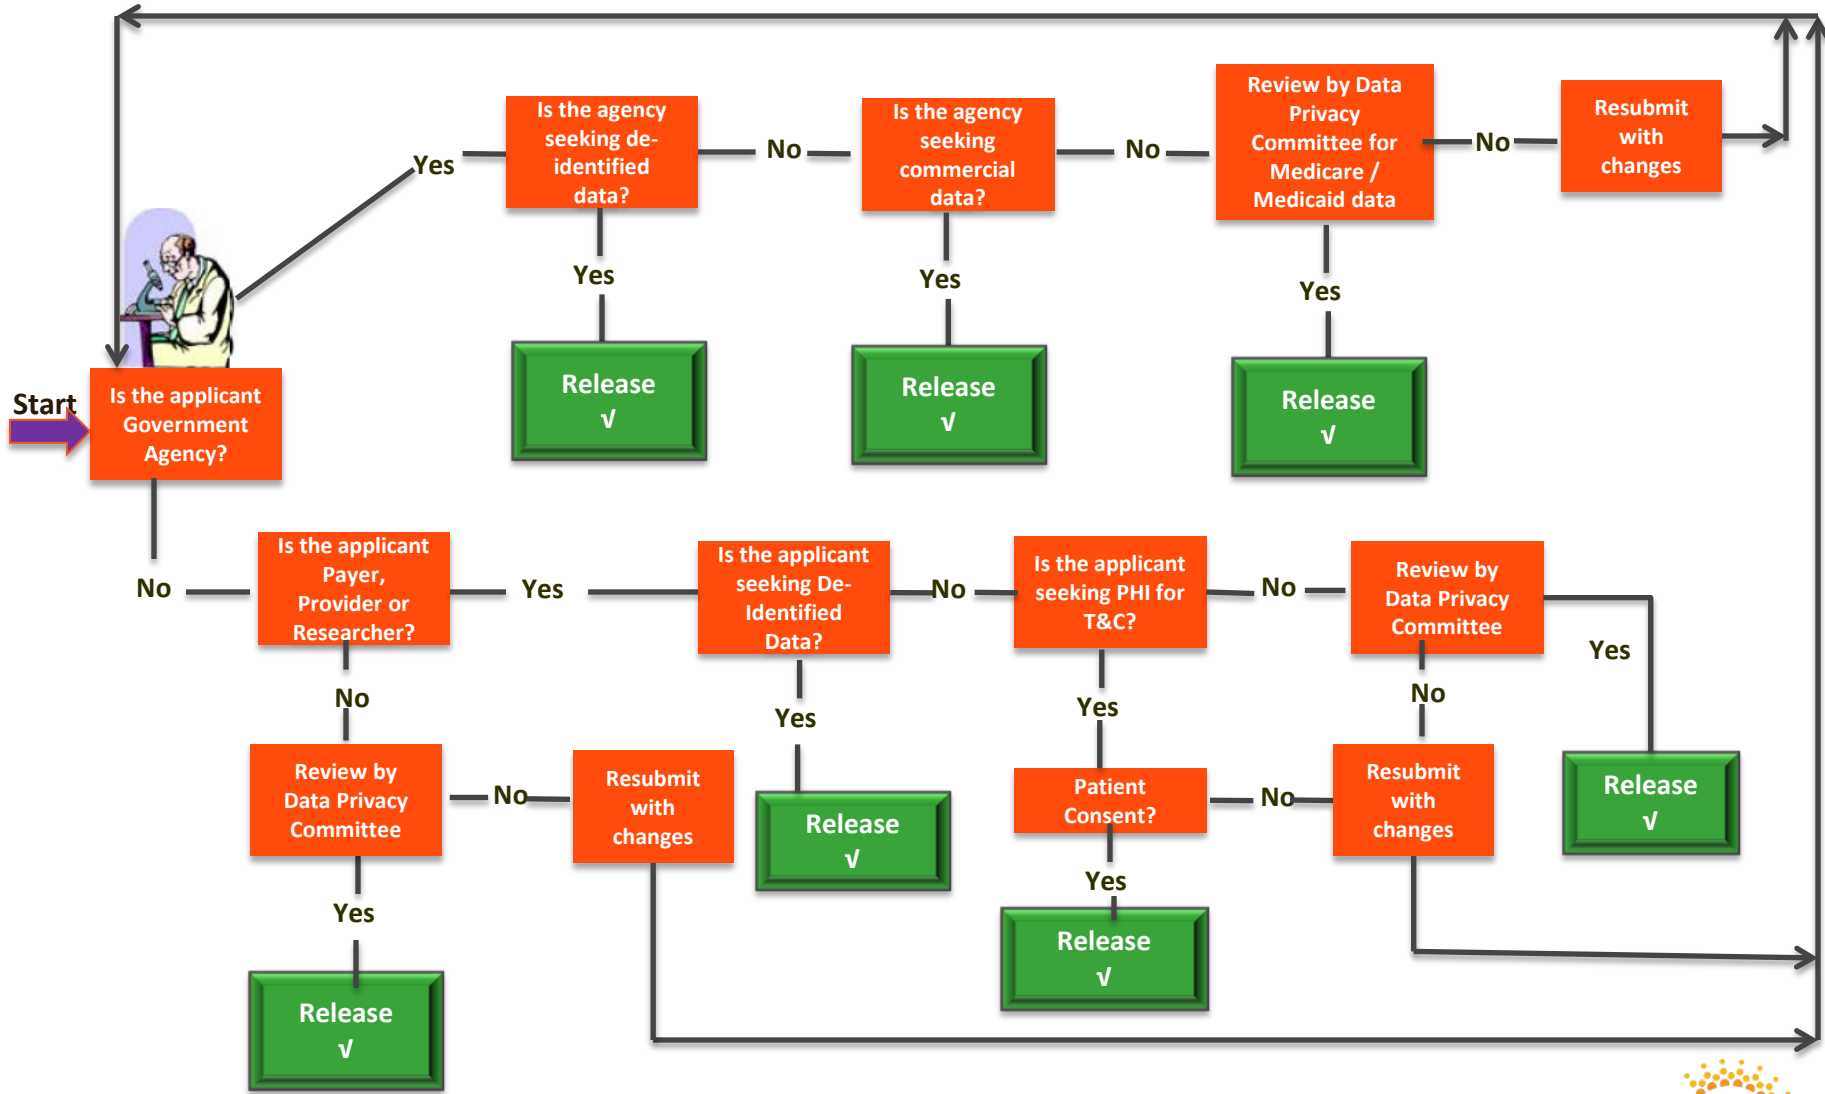 Is the agency
seeking de-
identified
data?
No
Is the agency
seeking
commercial
data?
No
Review by Data
Privacy
Committee for
Medicare /
Medicaid data
No
Resubmit
with
changes
Yes
Yes
Yes
Yes
Release
√
Release
√
Release
√
Start
Is the applicant
Government
Agency?
No
Is the applicant
Payer,
Provider or
Researcher?
Yes
Is the applicant
seeking De-
Identified
Data?
No
Is the applicant
seeking PHI for
T&C?
No
Review by
Data Privacy
Committee
Yes
No
Yes
Yes
No
Review by
Data Privacy
Committee
No
Resubmit
with
changes
Release
√
Patient
Consent?
No
Resubmit
with
changes
Release
√
Yes
Yes
Release
√
Release
√